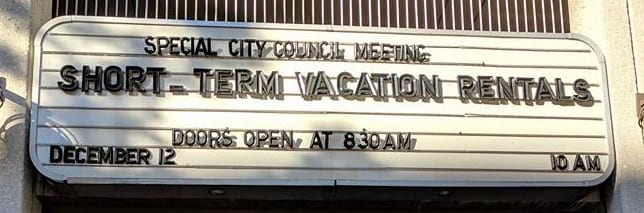 SPECIAL CITY COUNCIL MEETING
SHORT-TERM VACATION RENTALS
DOORS OPEN AT 830AM
DECEMBER 12 10 AM